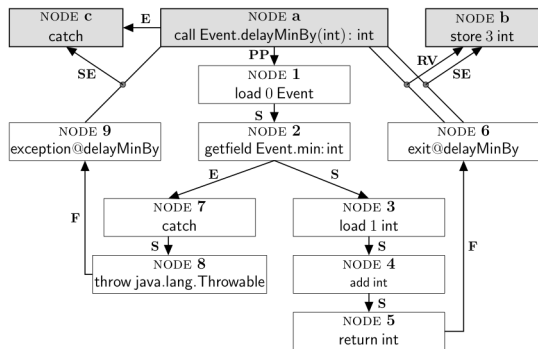 NODE c
catch
E
NODE a
call Event.delayMinBy(int): int
NODE b
store 3 int
SE
PP
RV
SE
NODE 1
load 0 Event
S
NODE 9
exception@delayMinBy
NODE 2
getfield Event.min:int
NODE 6
exit@delayMinBy
E
S
NODE 7
catch
NODE 3
load 1 int
F
S
S
F
NODE 8
throw java.lang.Throwable
NODE 4
add int
S
NODE 5
return int